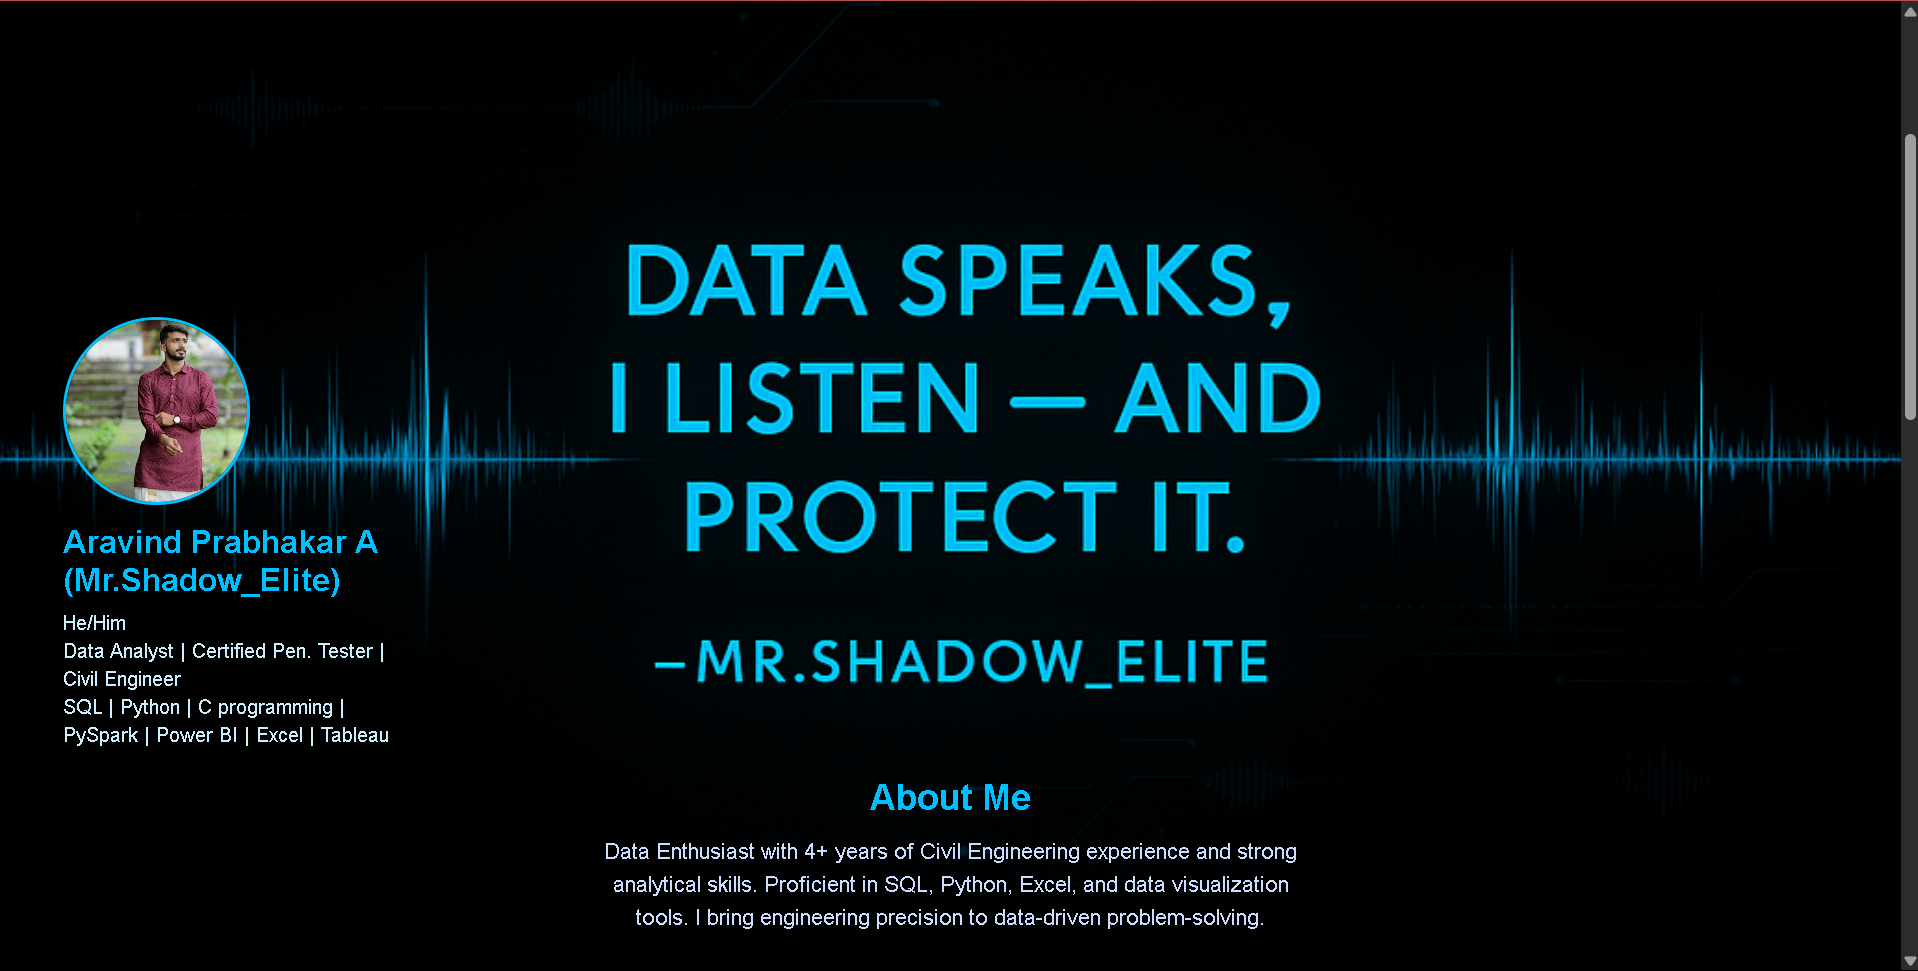 DATA SPEAKS,
I LISTEN — AND
PROTECT IT.
–MR.SHADOW_ELITE
Aravind Prabhakar A
(Mr.Shadow_Elite)
He/Him
Data Analyst | Certified Pen. Tester |
Civil Engineer
SQL | Python | C programming |
PySpark | Power BI | Excel | Tableau
About Me
Data Enthusiast with 4+ years of Civil Engineering experience and strong
analytical skills. Proficient in SQL, Python, Excel, and data visualization
tools. I bring engineering precision to data-driven problem-solving.